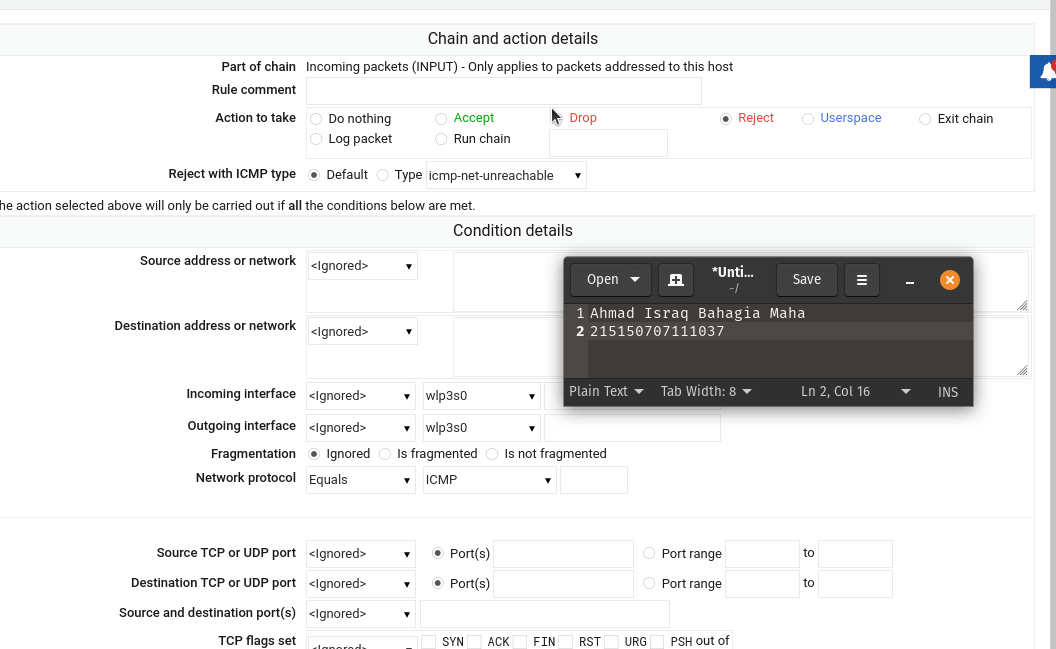 Chain and action details
Part of chain Incoming packets (INPUT) - Only applies to packets addressed to this host
Rule comment
Action to take Do nothing Accept Drop Reject Userspace Exit chain
Log packet Run chain
Reject with ICMP type Default Type icmp-net-unreachable
he action selected above will only be carried out if all the conditions below are met.
Condition details
Source address or network <Ignored>
Open *Unti... ~/ Save
1 Ahmad Israq Bahagia Maha
2 215150707111037
Plain Text Tab Width: 8 Ln 2, Col 16 INS
Destination address or network <Ignored>
Incoming interface <Ignored> wlp3s0
Outgoing interface <Ignored> wlp3s0
Fragmentation Ignored Is fragmented Is not fragmented
Network protocol Equals ICMP
Source TCP or UDP port <Ignored> Port(s) Port range to
Destination TCP or UDP port <Ignored> Port(s) Port range to
Source and destination port(s) <Ignored>
TCP flags set <Ignored> SYN ACK FIN RST URG PSH out of